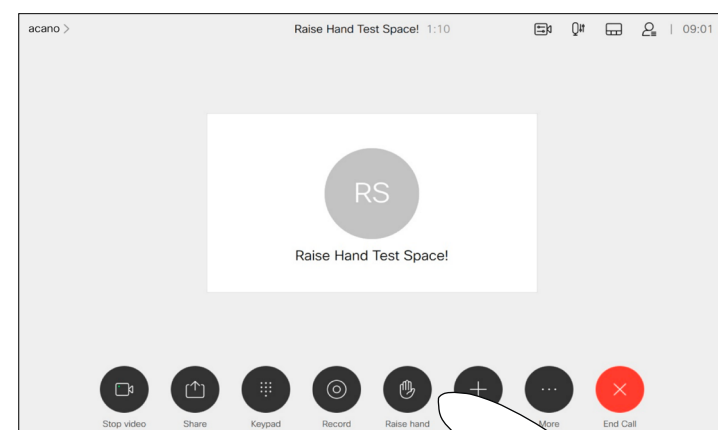 acano >
Raise Hand Test Space! 1:10
| 09:01
RS
Raise Hand Test Space!
Stop video Share Keypad Record Raise hand More End Call